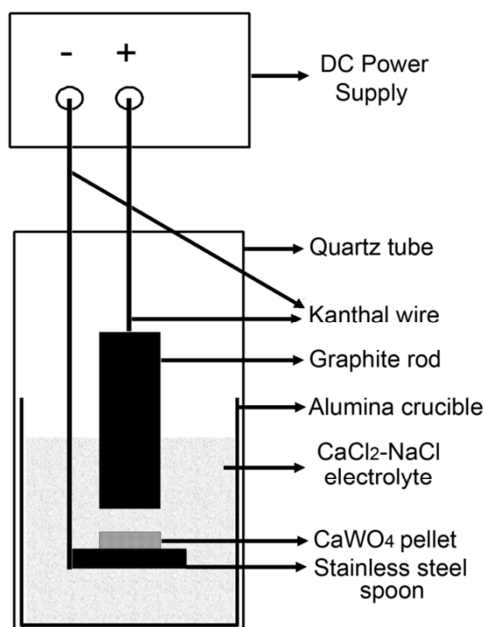 - +
DC Power
Supply
Quartz tube
Kanthal wire
Graphite rod
Alumina crucible
CaCl2-NaCl
electrolyte
CaWO4 pellet
Stainless steel
spoon